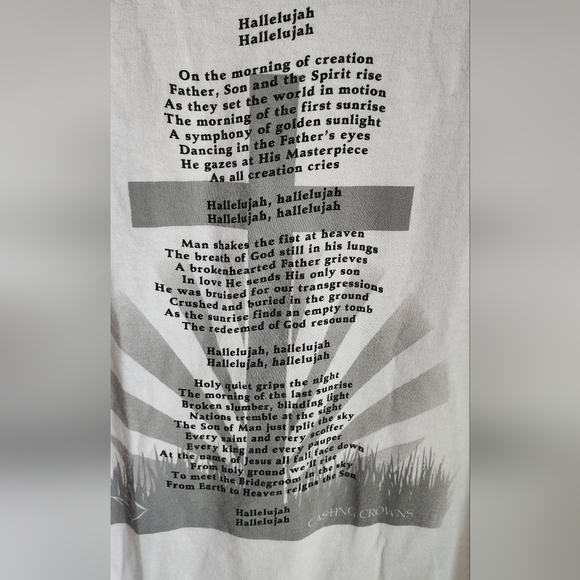 Hallelujah
Hallelujah
On the morning of creation
Father, Son and the Spirit rise
As they set the world in motion
The morning of the first sunrise
A symphony of golden sunlight
Dancing in the Father's eyes
He gazes at His Masterpiece
As all creation cries
Hallelujah, hallelujah
Hallelujah, hallelujah
Man shakes the fist at heaven
The breath of God still in his lungs
A brokenhearted Father grieves
In love He sends His only son
He was bruised for our transgressions
Crushed and buried in the ground
As the sunrise finds an empty tomb
The redeemed of God resound
Hallelujah, hallelujah
Hallelujah, hallelujah
Holy quiet grips the night
The morning of the last sunrise
Broken slumber, blinding light
Nations tremble at the sight
The Son of Man just split the sky
Every saint and every scoffer
Every king and every pauper
At the name of Jesus all fall face down
From holy ground we'll rise
To meet the Bridegroom in the sky
From Earth to Heaven reigns the Son
Hallelujah
Hallelujah
CASTING CROWNS